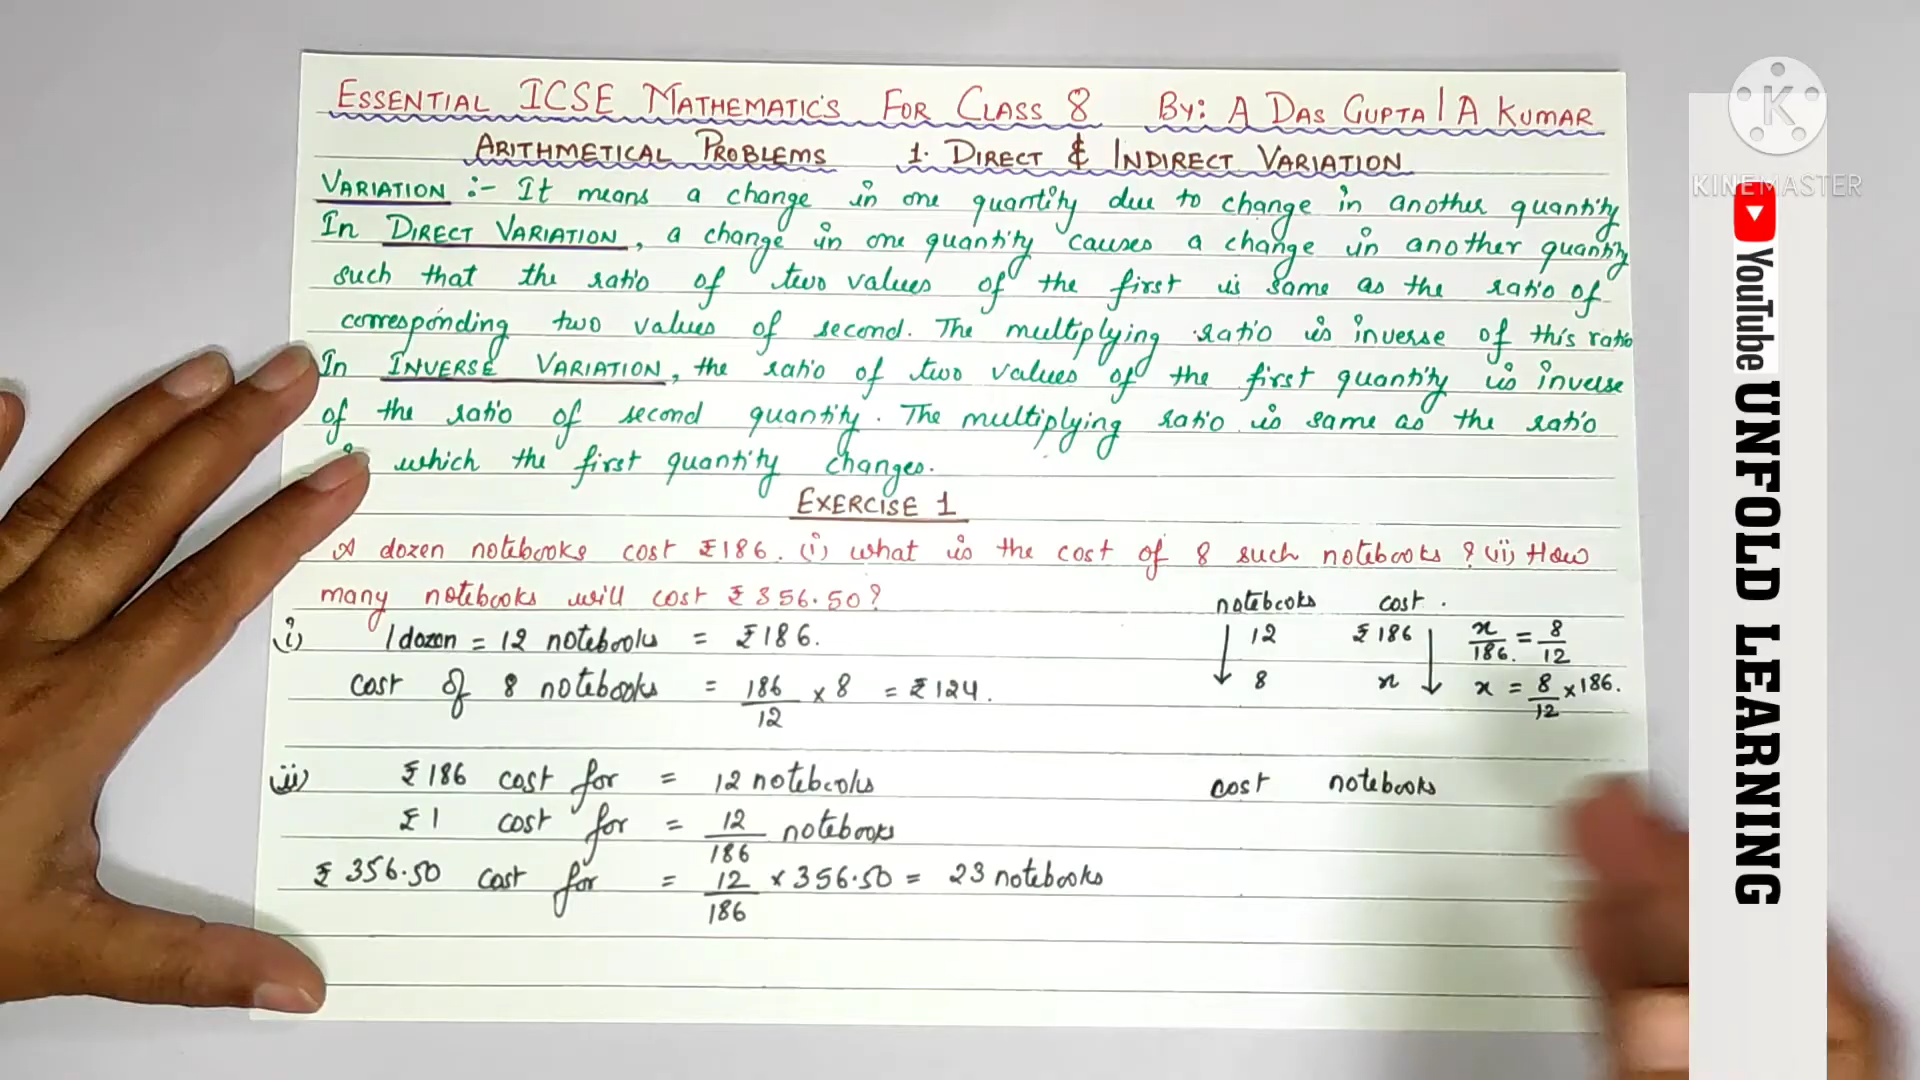 ESSENTIAL ICSE MATHEMATICS FOR CLASS 8 BY: A DAS GUPTA | A KUMAR
ARITHMETICAL PROBLEMS 1. DIRECT & INDIRECT VARIATION
VARIATION :- It means a change in one quantity due to change in another quantity
In DIRECT VARIATION, a change in one quantity causes a change in another quantity
such that the ratio of two values of the first is same as the ratio of
corresponding two values of second. The multiplying ratio is inverse of this ratio
In INVERSE VARIATION, the ratio of two values of the first quantity is inverse
of the ratio of second quantity. The multiplying ratio is same as the ratio
which the first quantity changes.
EXERCISE 1
A dozen notebooks cost ₹186. (i) what is the cost of 8 such notebooks? (ii) How
many notebooks will cost ₹356.50?
(i) 1 dozen = 12 notebooks = ₹186.
cost of 8 notebooks = 186/12 × 8 = ₹124.
notebooks cost.
12 ₹186 x/186. = 8/12
8 x x = 8/12 × 186.
(ii) ₹186 cost for = 12 notebooks
₹1 cost for = 12/186 notebooks
₹356.50 cost for = 12/186 × 356.50 = 23 notebooks
cost notebooks
K
KINEMASTER
YouTube UNFOLD LEARNING